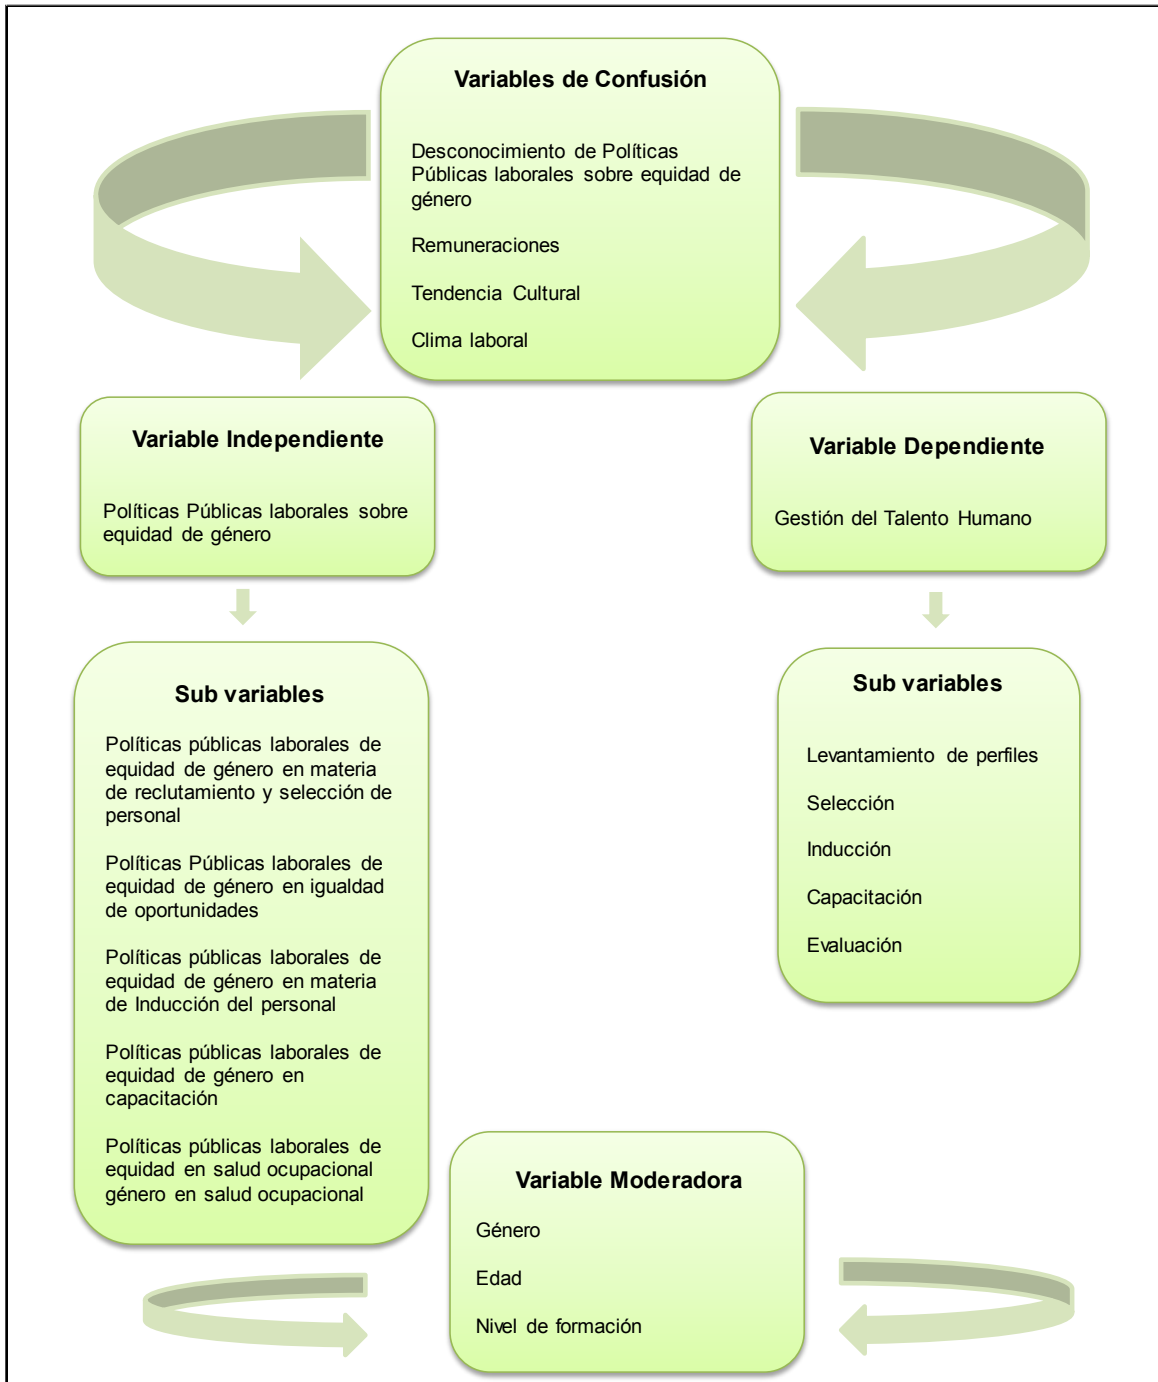 Variables de Confusión
Desconocimiento de Políticas
Públicas laborales sobre equidad de
género
Remuneraciones
Tendencia Cultural
Clima laboral
Variable Independiente
Políticas Públicas laborales sobre
equidad de género
Variable Dependiente
Gestión del Talento Humano
Sub variables
Políticas públicas laborales de
equidad de género en materia
de reclutamiento y selección de
personal
Políticas Públicas laborales de
equidad de género en igualdad
de oportunidades
Políticas públicas laborales de
equidad de género en materia
de Inducción del personal
Políticas públicas laborales de
equidad de género en
capacitación
Políticas públicas laborales de
equidad en salud ocupacional
género en salud ocupacional
Sub variables
Levantamiento de perfiles
Selección
Inducción
Capacitación
Evaluación
Variable Moderadora
Género
Edad
Nivel de formación